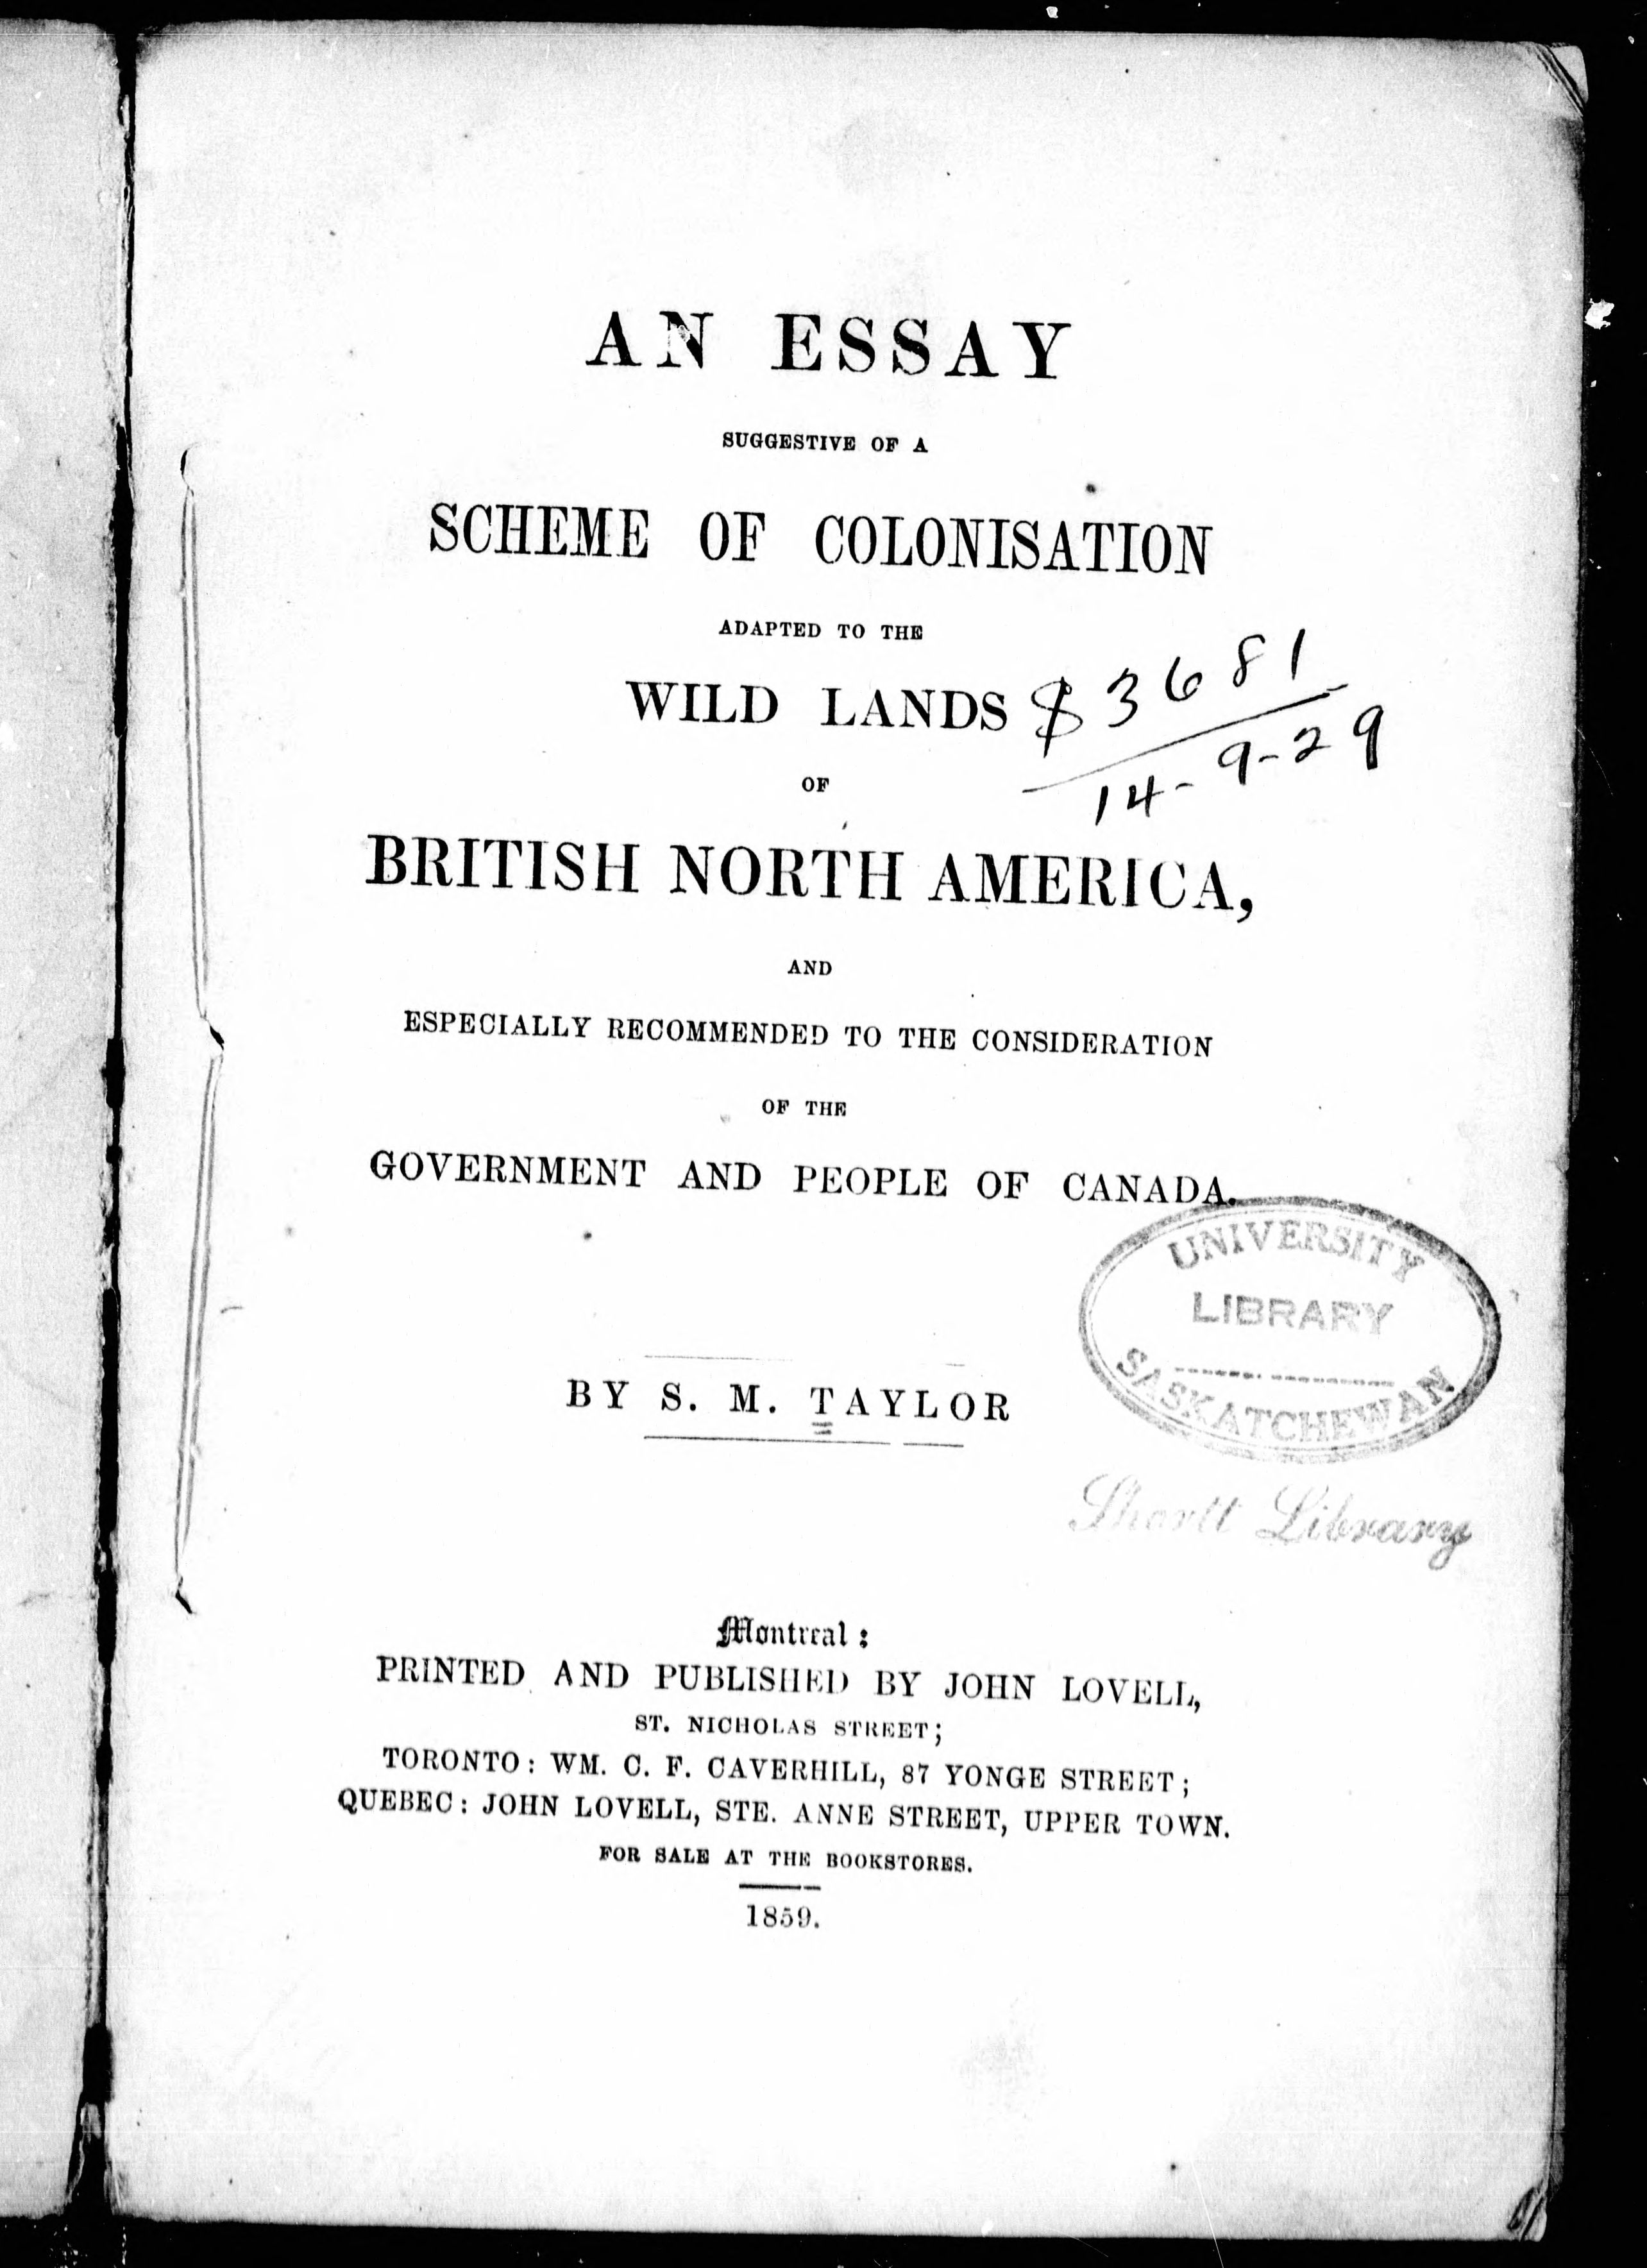 AN ESSAY
SUGGESTIVE OF A
SCHEME OF COLONISATION
ADAPTED TO THE
WILD LANDS
$3681
14-9-29
OF
BRITISH NORTH AMERICA,
AND
ESPECIALLY RECOMMENDED TO THE CONSIDERATION
OF THE
GOVERNMENT AND PEOPLE OF CANADA.
UNIVERSITY
LIBRARY
SASKATCHEWAN
BY S. M. TAYLOR
Shortt Library
Montreal:
PRINTED AND PUBLISHED BY JOHN LOVELL,
ST. NICHOLAS STREET;
TORONTO: WM. C. F. CAVERHILL, 87 YONGE STREET;
QUEBEC: JOHN LOVELL, STE. ANNE STREET, UPPER TOWN.
FOR SALE AT THE BOOKSTORES.
1859.